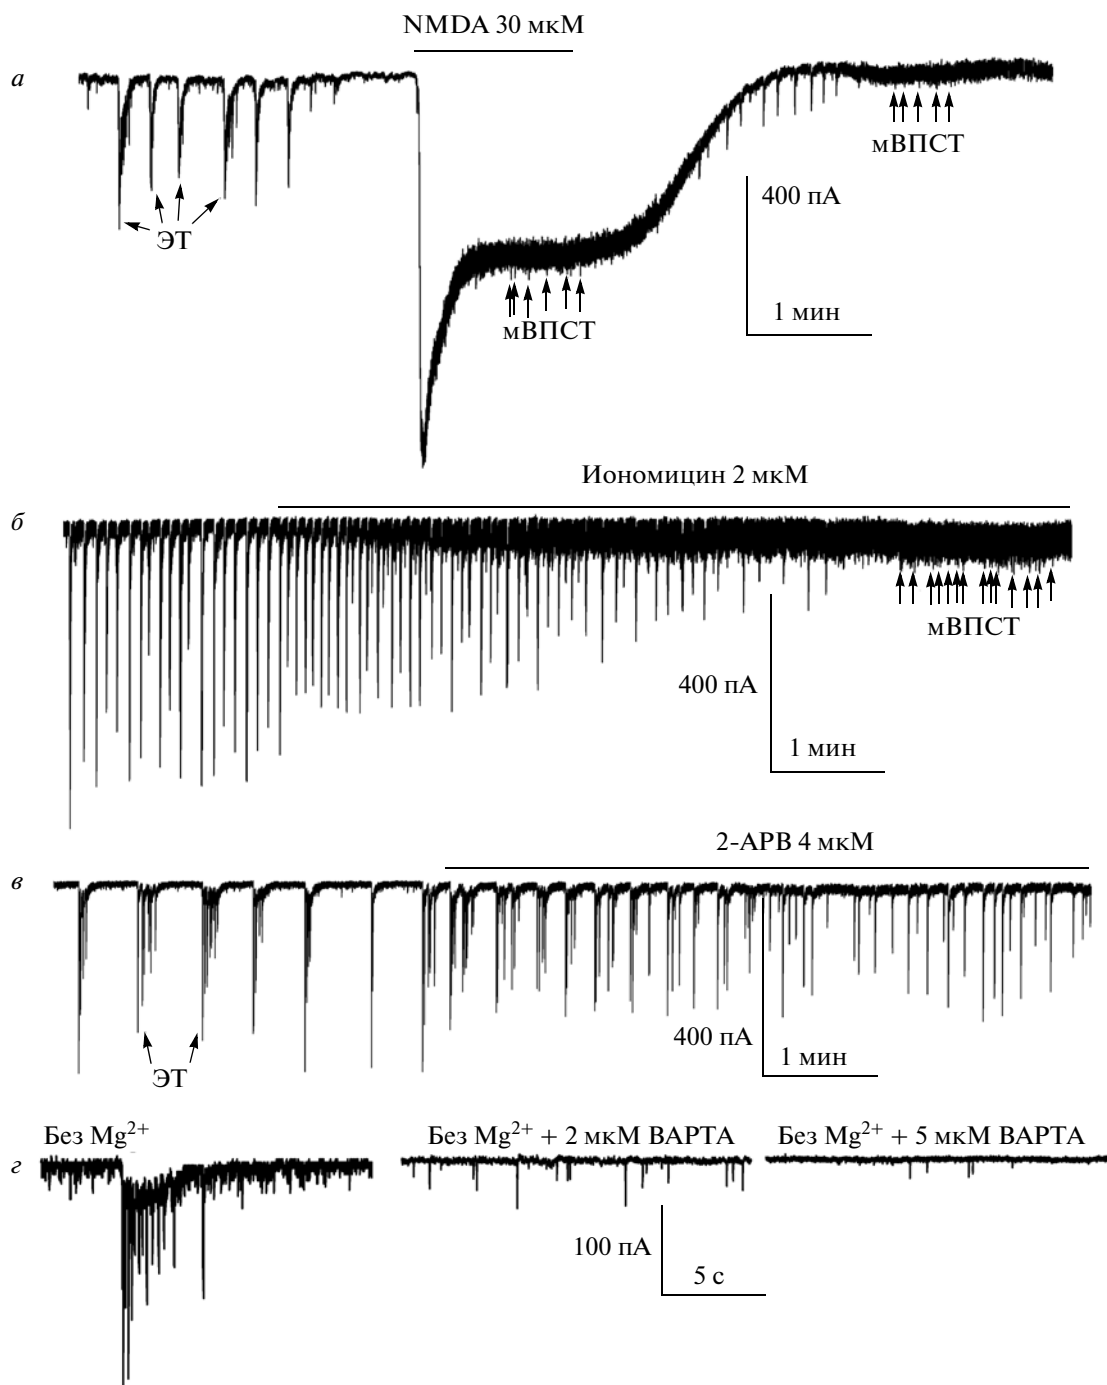 NMDA 30 мкМ
а
ЭТ
мВПСТ
мВПСТ
400 пА
1 мин
Иономицин 2 мкМ
б
мВПСТ
400 пА
1 мин
2-APB 4 мкМ
в
ЭТ
400 пА
1 мин
Без Mg²⁺
Без Mg²⁺ + 2 мкМ BAPTA
Без Mg²⁺ + 5 мкМ BAPTA
г
100 пА
5 с